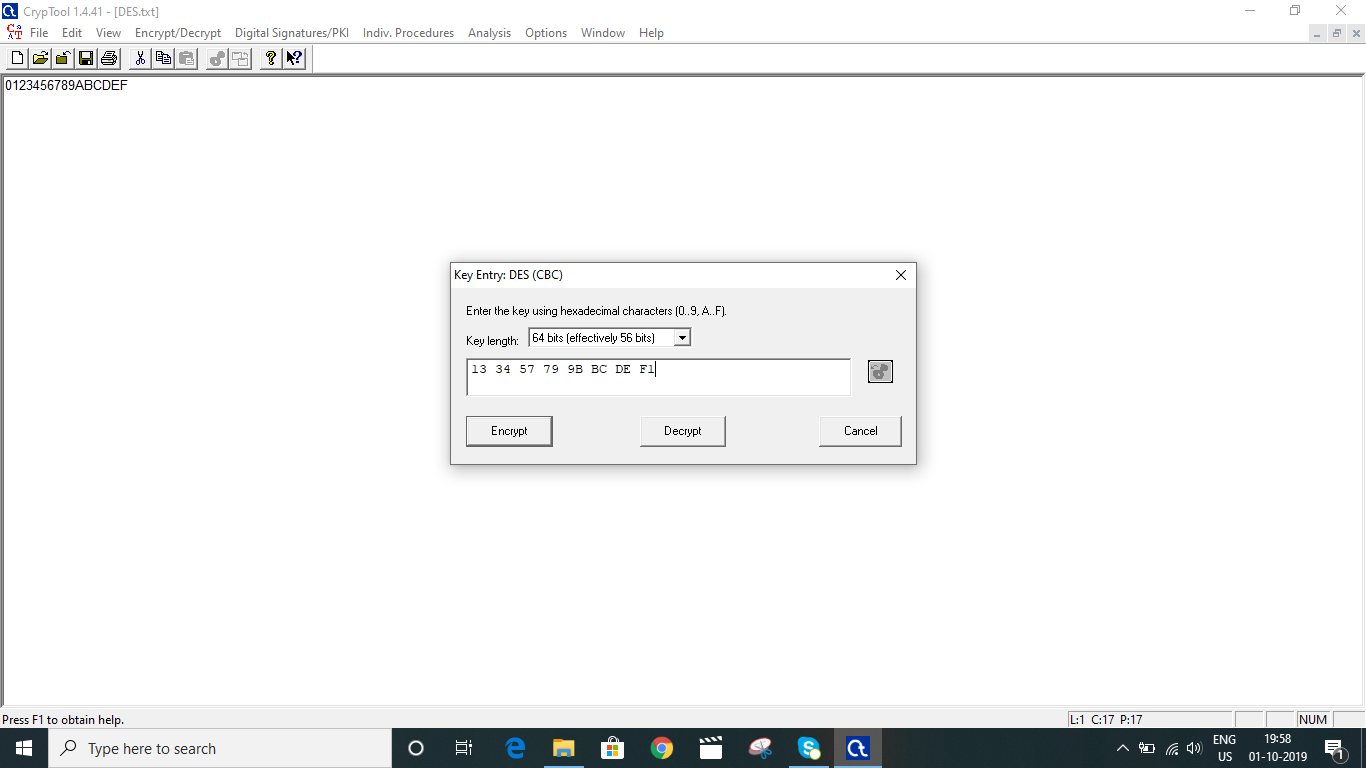 CrypTool 1.4.41 - [DES.txt]
File Edit View Encrypt/Decrypt Digital Signatures/PKI Indiv. Procedures Analysis Options Window Help
0123456789ABCDEF
Key Entry: DES (CBC)
Enter the key using hexadecimal characters (0..9, A..F).
Key length: 64 bits (effectively 56 bits)
13 34 57 79 9B BC DE F1
Encrypt Decrypt Cancel
Press F1 to obtain help. L:1 C:17 P:17 NUM
Type here to search
ENG
US
19:58
01-10-2019
1